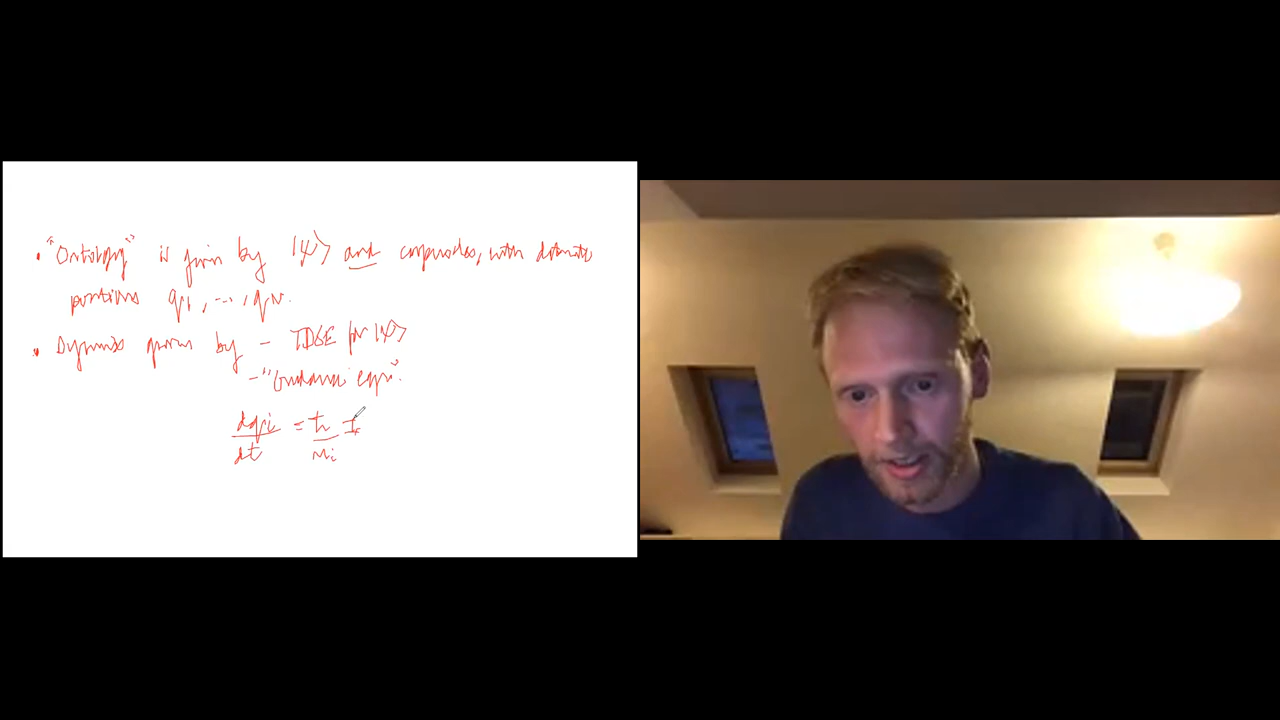 • "Ontology" is given by |ψ⟩ and corpuscles, with definite
positions q₁, ..., q_N.
• Dynamics given by – TDSE for |ψ⟩
– "Guidance eqn".
dqᵢ/dt = ħ/mᵢ I